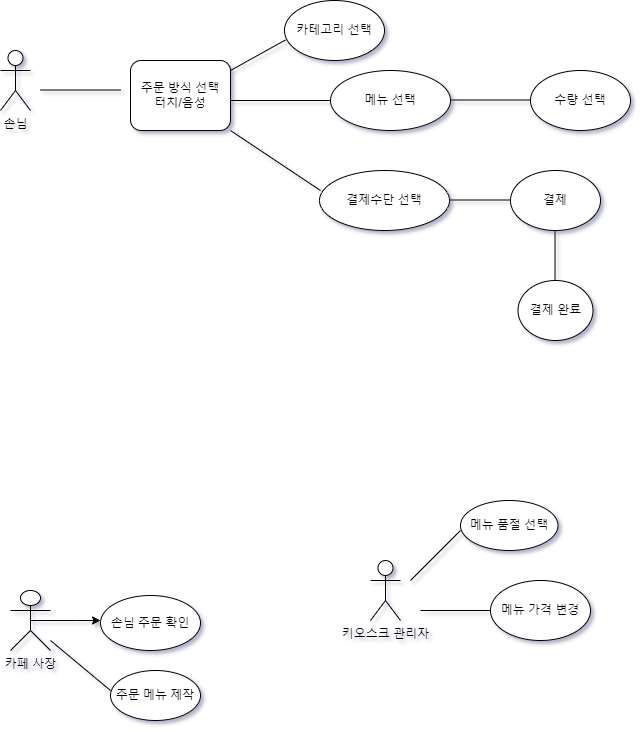 카테고리 선택
손님
주문 방식 선택
터치/음성
메뉴 선택
수량 선택
결제수단 선택
결제
결제 완료
메뉴 품절 선택
키오스크 관리자
메뉴 가격 변경
카페 사장
손님 주문 확인
주문 메뉴 제작